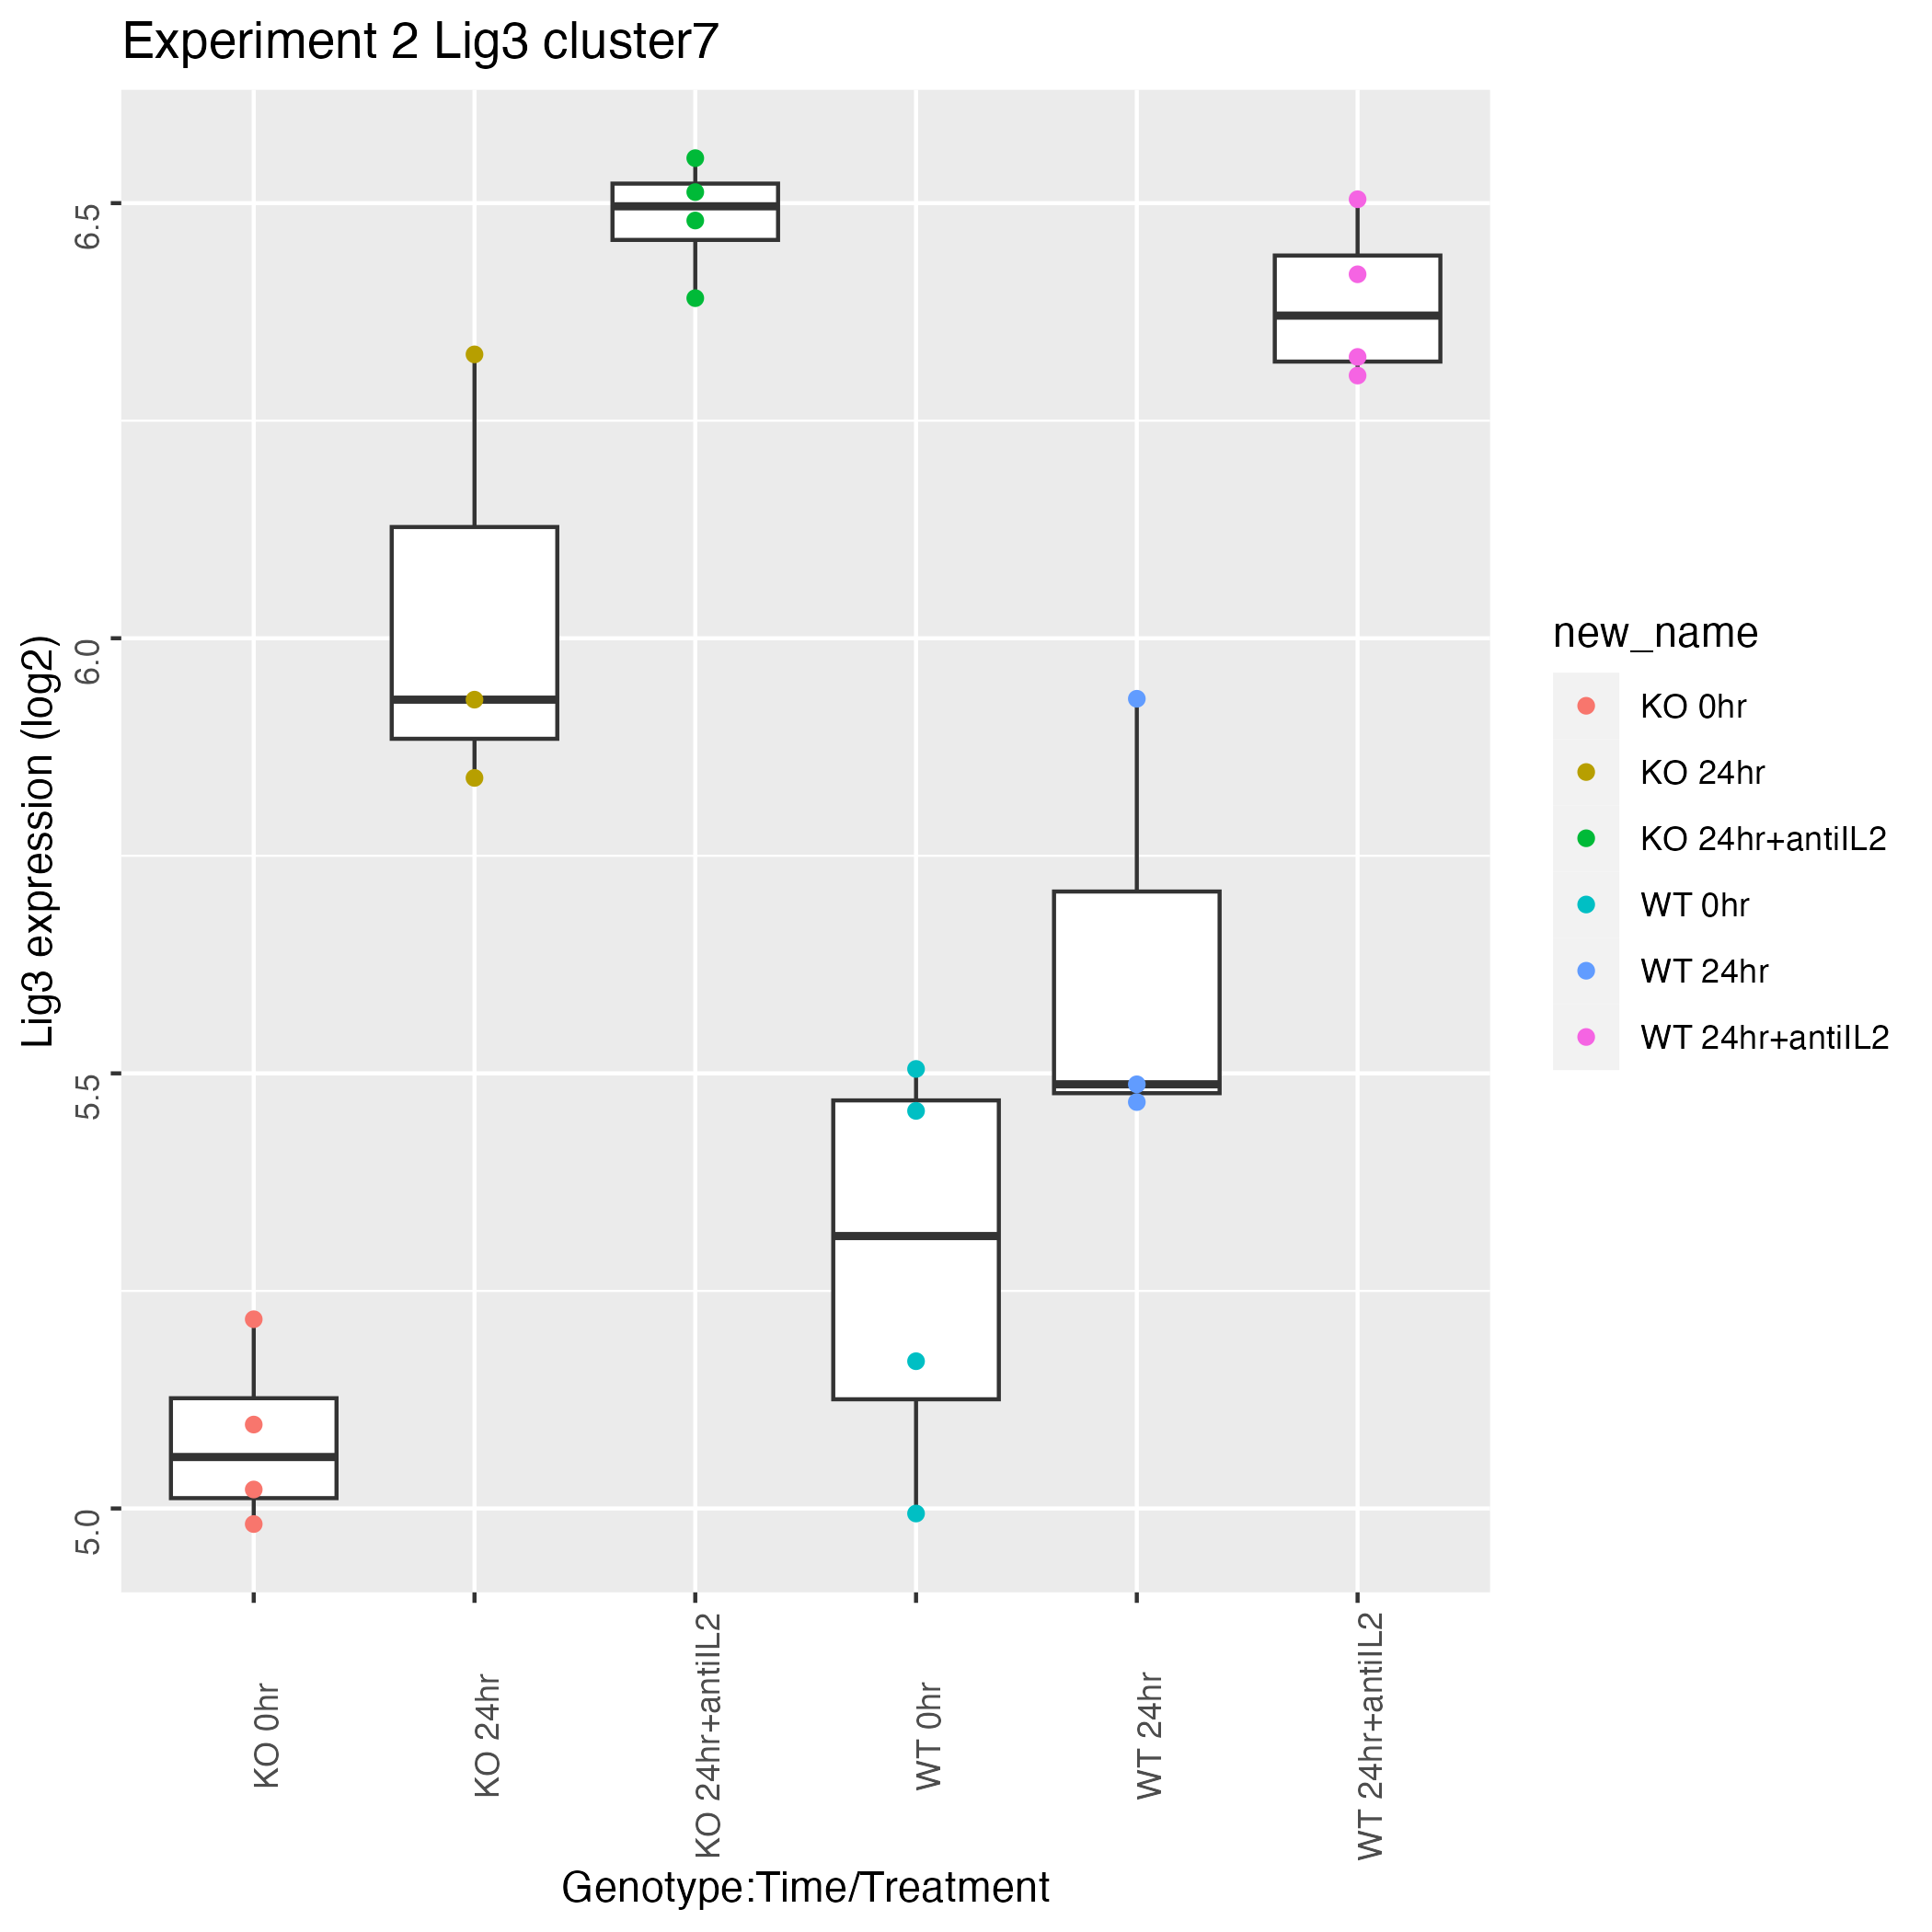 Experiment 2 Lig3 cluster7
Lig3 expression (log2)
6.5
6.0
5.5
5.0
KO 0hr
KO 24hr
KO 24hr+antiIL2
WT 0hr
WT 24hr
WT 24hr+antiIL2
Genotype:Time/Treatment
new_name
KO 0hr
KO 24hr
KO 24hr+antiIL2
WT 0hr
WT 24hr
WT 24hr+antiIL2